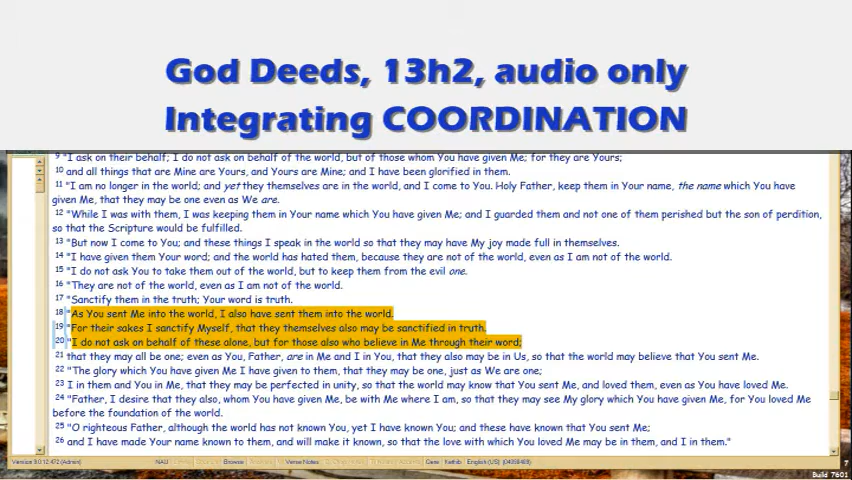 God Deeds, 13h2, audio only
Integrating COORDINATION
9 "I ask on their behalf; I do not ask on behalf of the world, but of those whom You have given Me; for they are Yours;
10 and all things that are Mine are Yours, and Yours are Mine; and I have been glorified in them.
11 "I am no longer in the world; and yet they themselves are in the world, and I come to You. Holy Father, keep them in Your name, the name which You have
given Me, that they may be one even as We are.
12 "While I was with them, I was keeping them in Your name which You have given Me; and I guarded them and not one of them perished but the son of perdition,
so that the Scripture would be fulfilled.
13 "But now I come to You; and these things I speak in the world so that they may have My joy made full in themselves.
14 "I have given them Your word; and the world has hated them, because they are not of the world, even as I am not of the world.
15 "I do not ask You to take them out of the world, but to keep them from the evil one.
16 "They are not of the world, even as I am not of the world.
17 "Sanctify them in the truth; Your word is truth.
18 "As You sent Me into the world, I also have sent them into the world.
19 "For their sakes I sanctify Myself, that they themselves also may be sanctified in truth.
20 "I do not ask on behalf of these alone, but for those also who believe in Me through their word;
21 that they may all be one; even as You, Father, are in Me and I in You, that they also may be in Us, so that the world may believe that You sent Me.
22 "The glory which You have given Me I have given to them, that they may be one, just as We are one;
23 I in them and You in Me, that they may be perfected in unity, so that the world may know that You sent Me, and loved them, even as You have loved Me.
24 "Father, I desire that they also, whom You have given Me, be with Me where I am, so that they may see My glory which You have given Me, for You loved Me
before the foundation of the world.
25 "O righteous Father, although the world has not known You, yet I have known You; and these have known that You sent Me;
26 and I have made Your name known to them, and will make it known, so that the love with which You loved Me may be in them, and I in them."
Version 9.0.12.472 (Admin) NAU Browse Verse Notes Gene Kethib English (US)
7
Build 7601